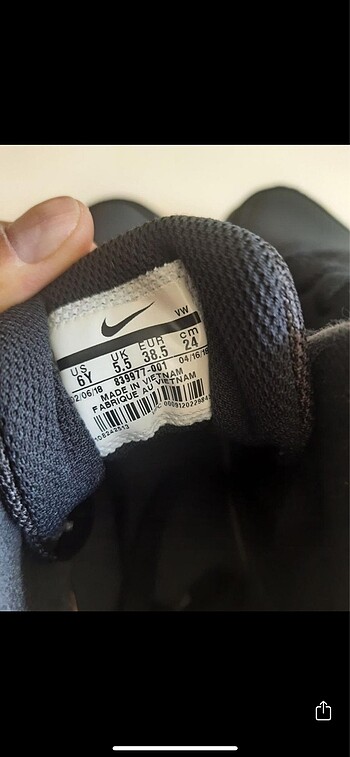 VW
US UK EUR cm
6Y 5.5 38.5 24
02/06/18 839977-001 04/16/18
MADE IN VIETNAM
FABRIQUE AU VIETNAM